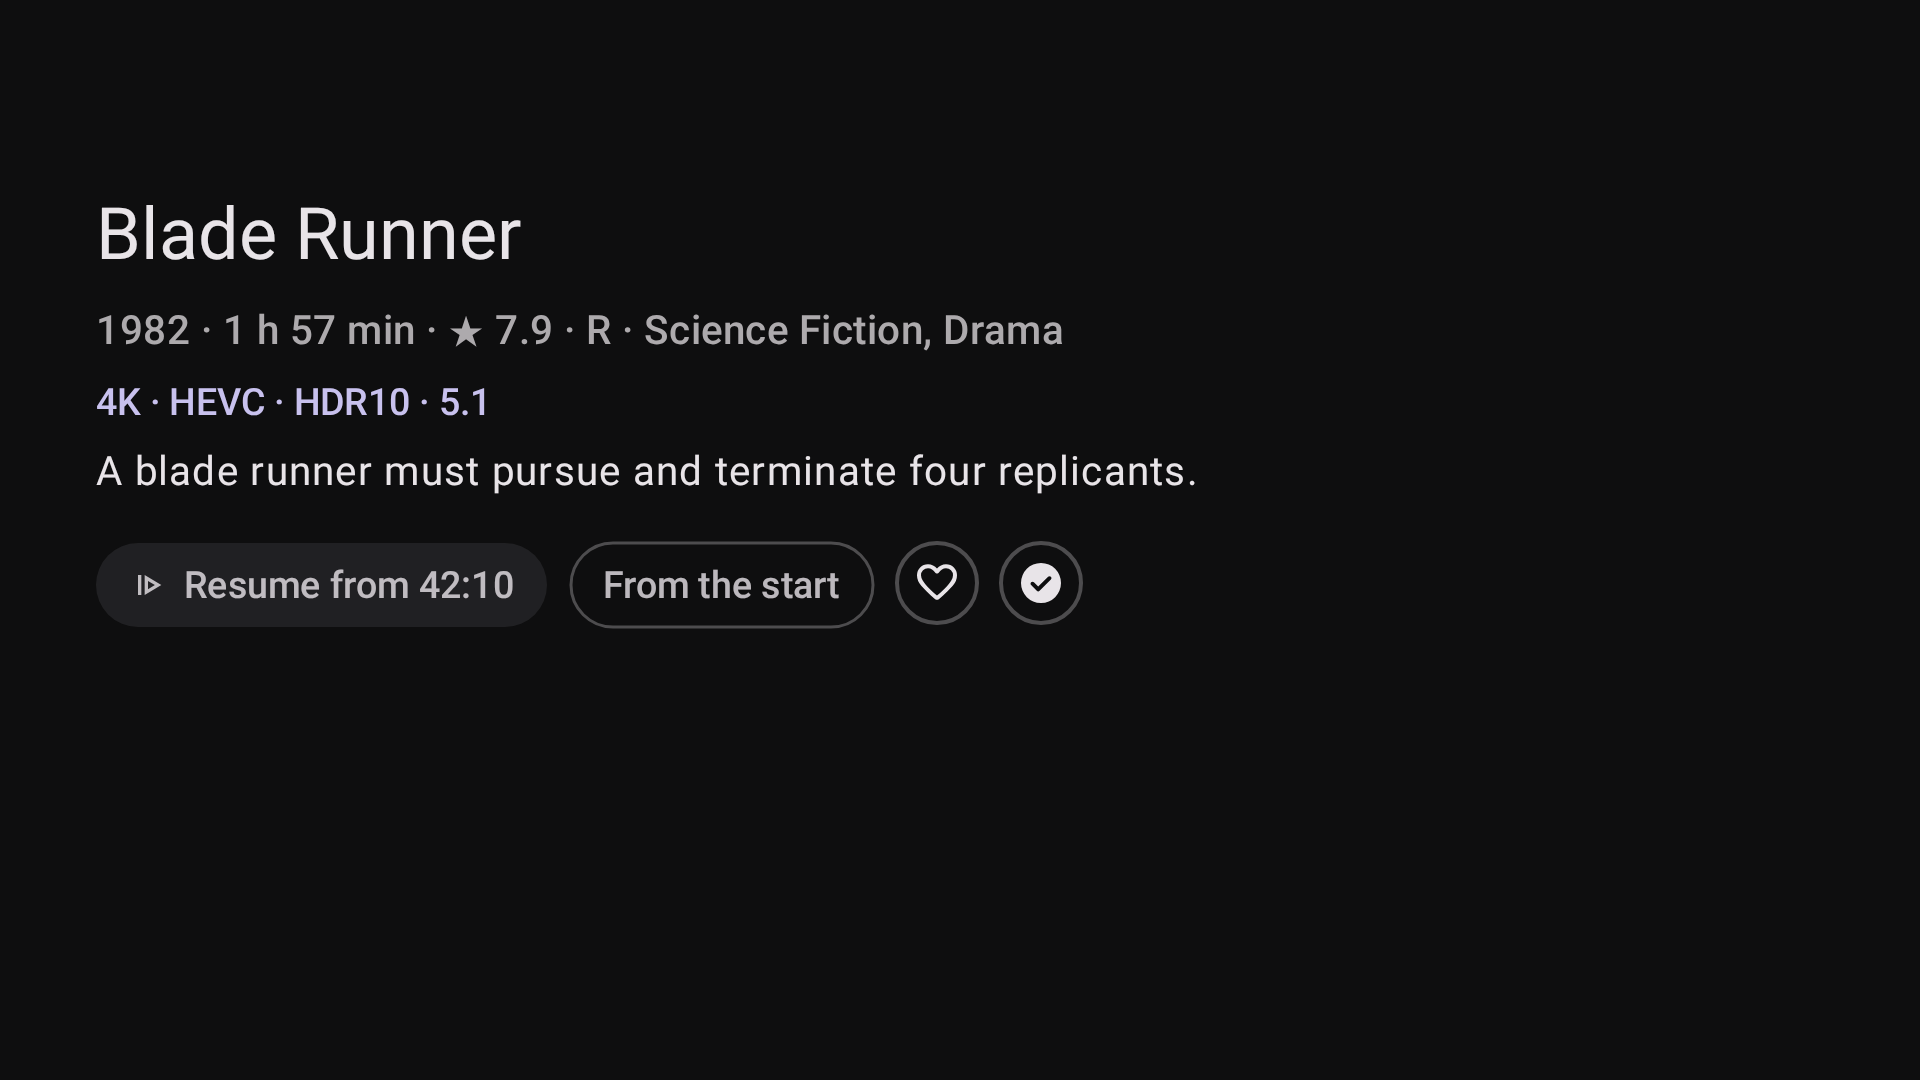 Blade Runner
1982 · 1 h 57 min · ★ 7.9 · R · Science Fiction, Drama
4K · HEVC · HDR10 · 5.1
A blade runner must pursue and terminate four replicants.
Resume from 42:10
From the start